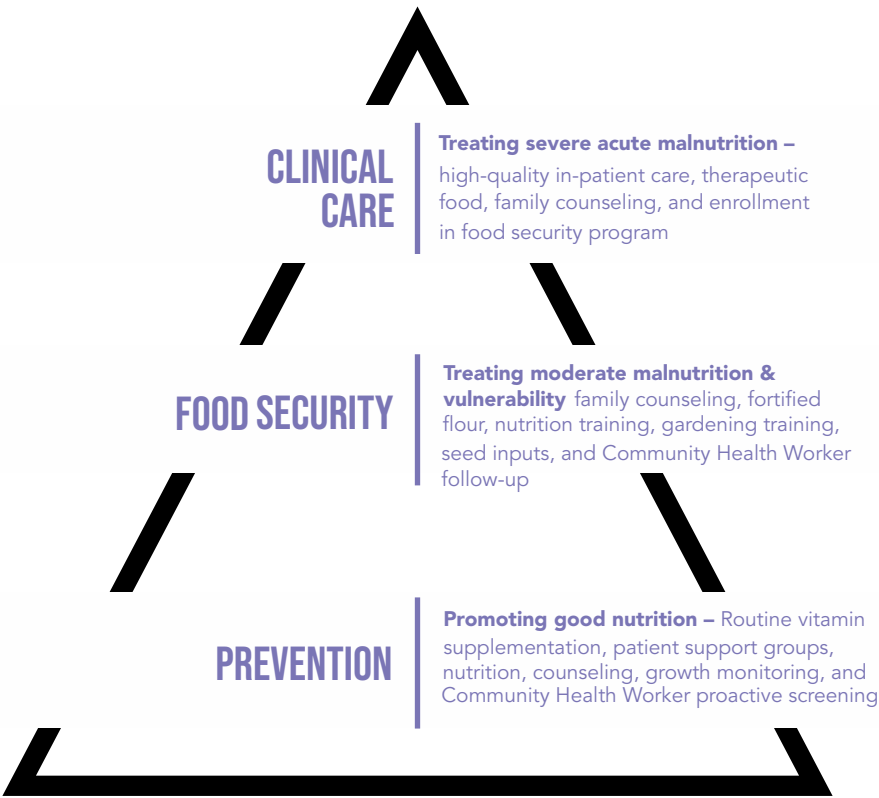 CLINICAL
CARE
Treating severe acute malnutrition –
high-quality in-patient care, therapeutic
food, family counseling, and enrollment
in food security program
FOOD SECURITY
Treating moderate malnutrition &
vulnerability family counseling, fortified
flour, nutrition training, gardening training,
seed inputs, and Community Health Worker
follow-up
PREVENTION
Promoting good nutrition – Routine vitamin
supplementation, patient support groups,
nutrition, counseling, growth monitoring, and
Community Health Worker proactive screening